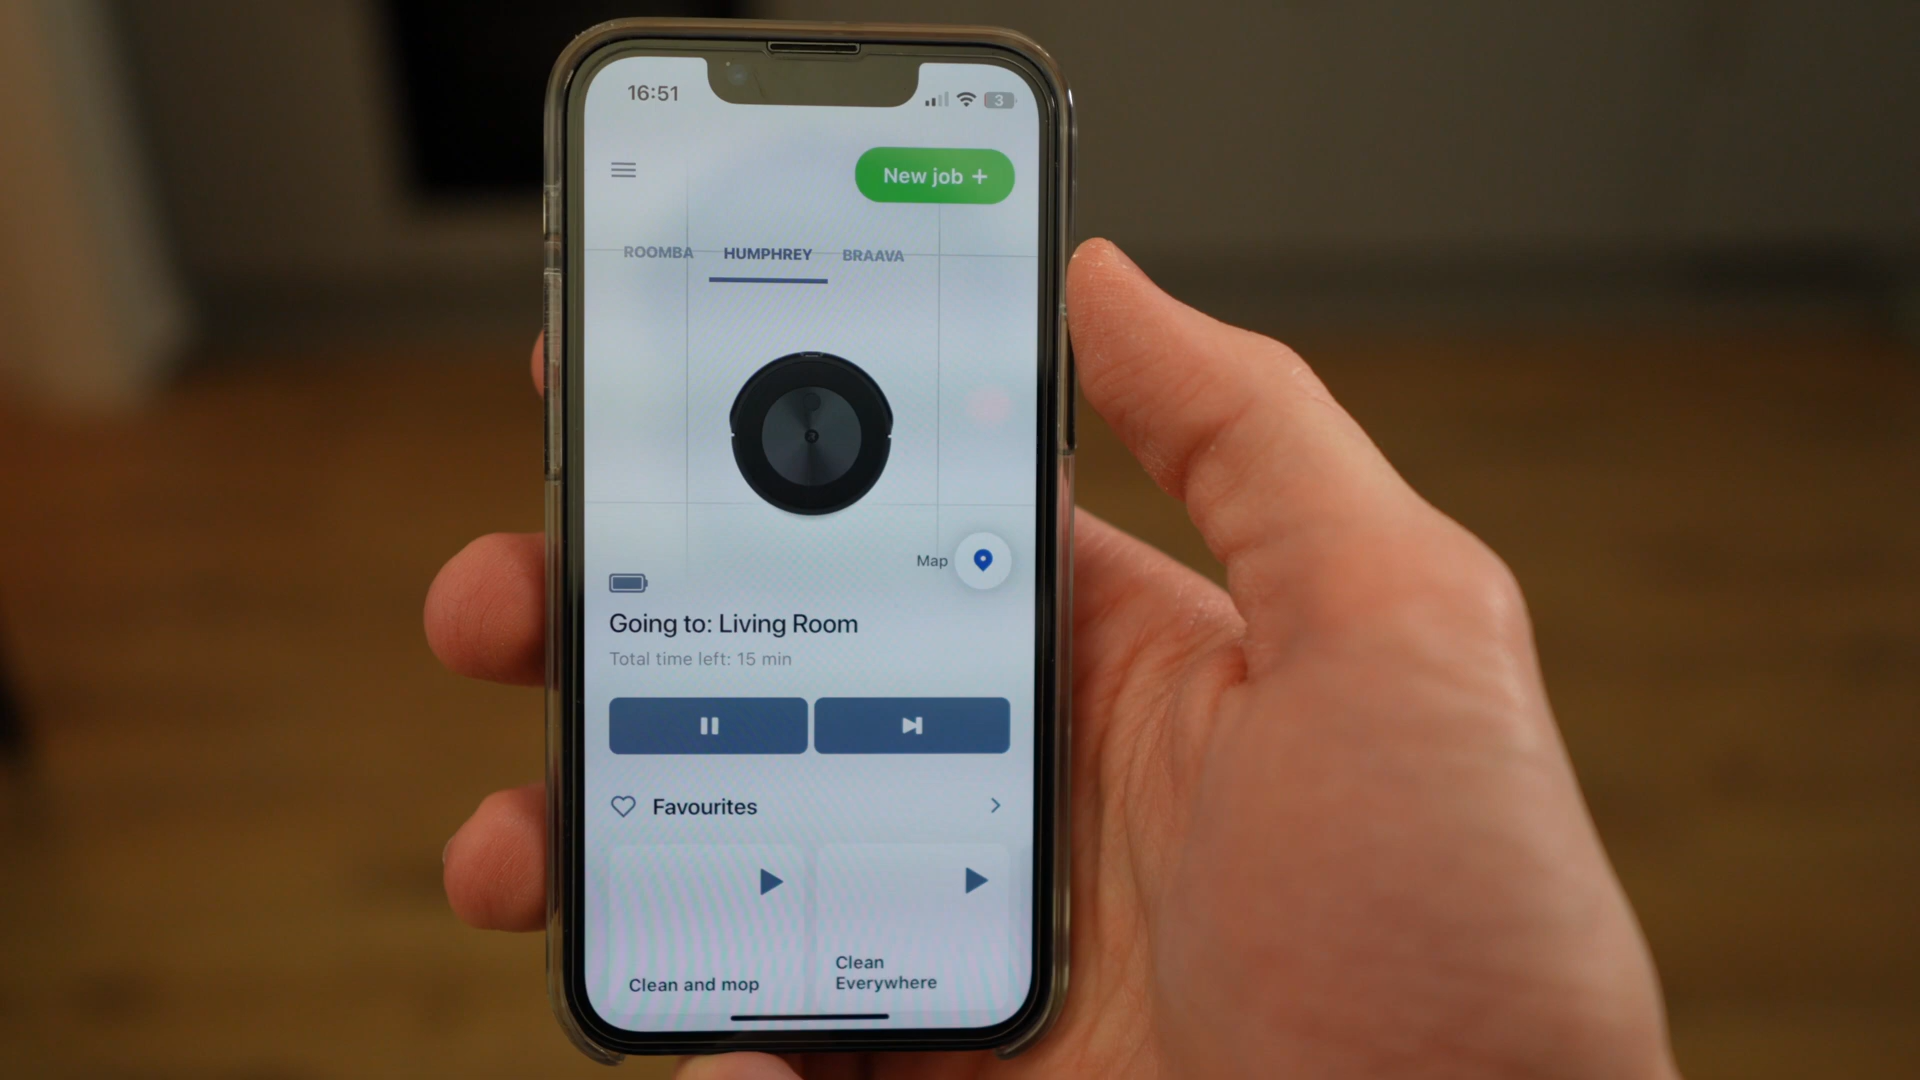 16:51
3
New job +
ROOMBA HUMPHREY BRAAVA
Map
Going to: Living Room
Total time left: 15 min
Favourites
Clean and mop
Clean
Everywhere